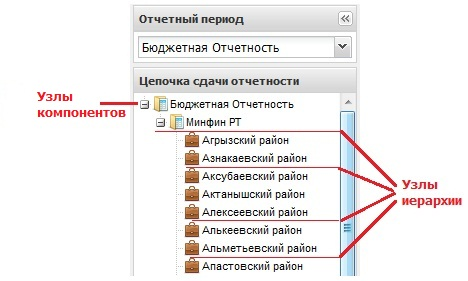 Отчетный период
Бюджетная Отчетность
Цепочка сдачи отчетности
Узлы
компонентов
Бюджетная Отчетность
Минфин РТ
Агрызский район
Азнакаевский район
Аксубаевский район
Актанышский район
Алексеевский район
Алькеевский район
Альметьевский район
Апастовский район
Узлы
иерархии